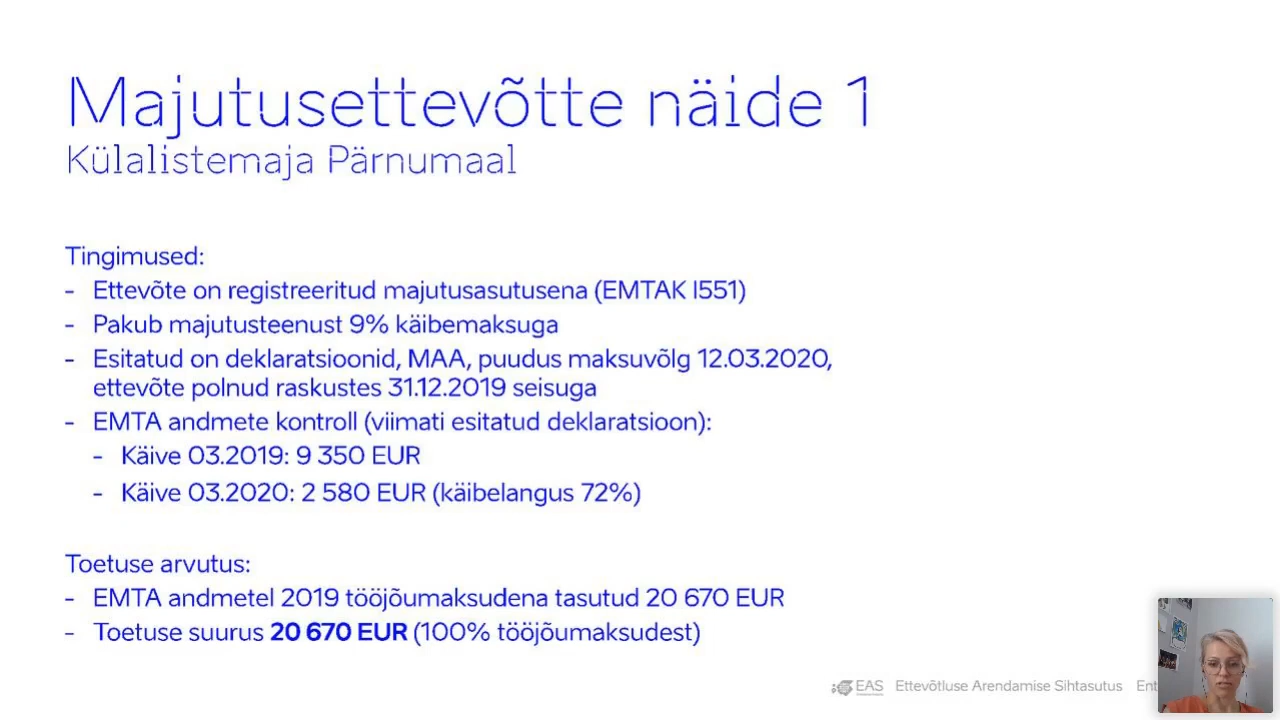 Majutusettevõtte näide 1
Külalistemaja Pärnumaal
Tingimused:
- Ettevõte on registreeritud majutusasutusena (EMTAK I551)
- Pakub majutusteenust 9% käibemaksuga
- Esitatud on deklaratsioonid, MAA, puudus maksuvõlg 12.03.2020,
ettevõte polnud raskustes 31.12.2019 seisuga
- EMTA andmete kontroll (viimati esitatud deklaratsioon):
- Käive 03.2019: 9 350 EUR
- Käive 03.2020: 2 580 EUR (käibelangus 72%)
Toetuse arvutus:
- EMTA andmetel 2019 tööjõumaksudena tasutud 20 670 EUR
- Toetuse suurus 20 670 EUR (100% tööjõumaksudest)
EAS Ettevõtluse Arendamise Sihtasutus Ent